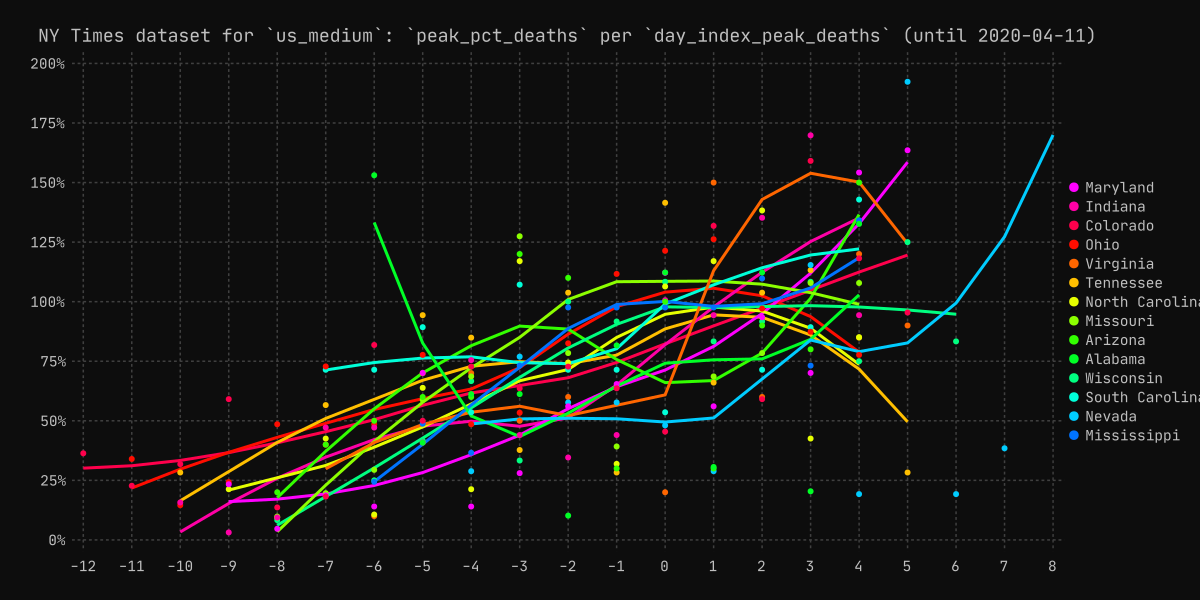 NY Times dataset for `us_medium`: `peak_pct_deaths` per `day_index_peak_deaths` (until 2020-04-11)
200%
175%
150%
125%
100%
75%
50%
25%
0%
-12 -11 -10 -9 -8 -7 -6 -5 -4 -3 -2 -1 0 1 2 3 4 5 6 7 8
Maryland
Indiana
Colorado
Ohio
Virginia
Tennessee
North Carolina
Missouri
Arizona
Alabama
Wisconsin
South Carolina
Nevada
Mississippi